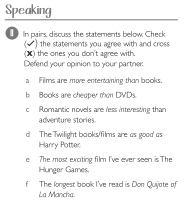 Speaking
1 In pairs, discuss the statements below. Check
(✓) the statements you agree with and cross
(✗) the ones you don't agree with.
Defend your opinion to your partner.
a Films are more entertaining than books.
b Books are cheaper than DVDs.
c Romantic novels are less interesting than
adventure stories.
d The Twilight books/films are as good as
Harry Potter.
e The most exciting film I've ever seen is The
Hunger Games.
f The longest book I've read is Don Quijote of
La Mancha.